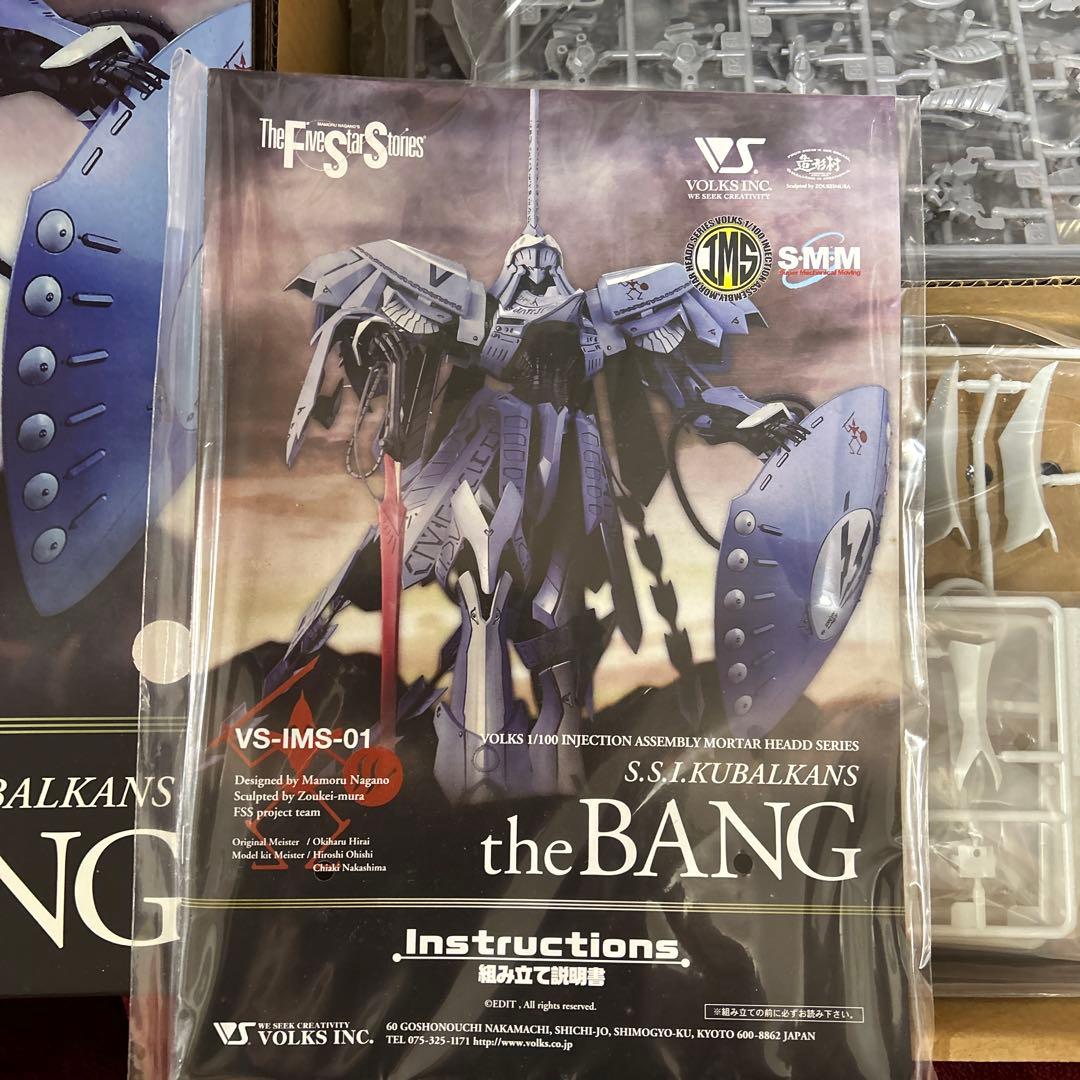 MAMORU NAGANO'S
The Five Star Stories
VS
VOLKS INC.
WE SEEK CREATIVITY
造形村
Sculpted by ZOUKEIMURA
VOLKS 1/100 INJECTION ASSEMBLY MORTAR HEADD SERIES
IMS
S·M·M
Super Mechanical Moving
VS-IMS-01
Designed by Mamoru Nagano
Sculpted by Zoukei-mura
FSS project team
Original Meister / Okiharu Hirai
Model kit Meister / Hiroshi Ohishi
Chiaki Nakashima
VOLKS 1/100 INJECTION ASSEMBLY MORTAR HEADD SERIES
S.S.I.KUBALKANS
the BANG
BALKANS
NG
Instructions
組み立て説明書
©EDIT , All rights reserved.
※組み立ての前に必ずお読み下さい。
VS
WE SEEK CREATIVITY
VOLKS INC.
60 GOSHONOUCHI NAKAMACHI, SHICHI-JO, SHIMOGYO-KU, KYOTO 600-8862 JAPAN
TEL 075-325-1171 http://www.volks.co.jp